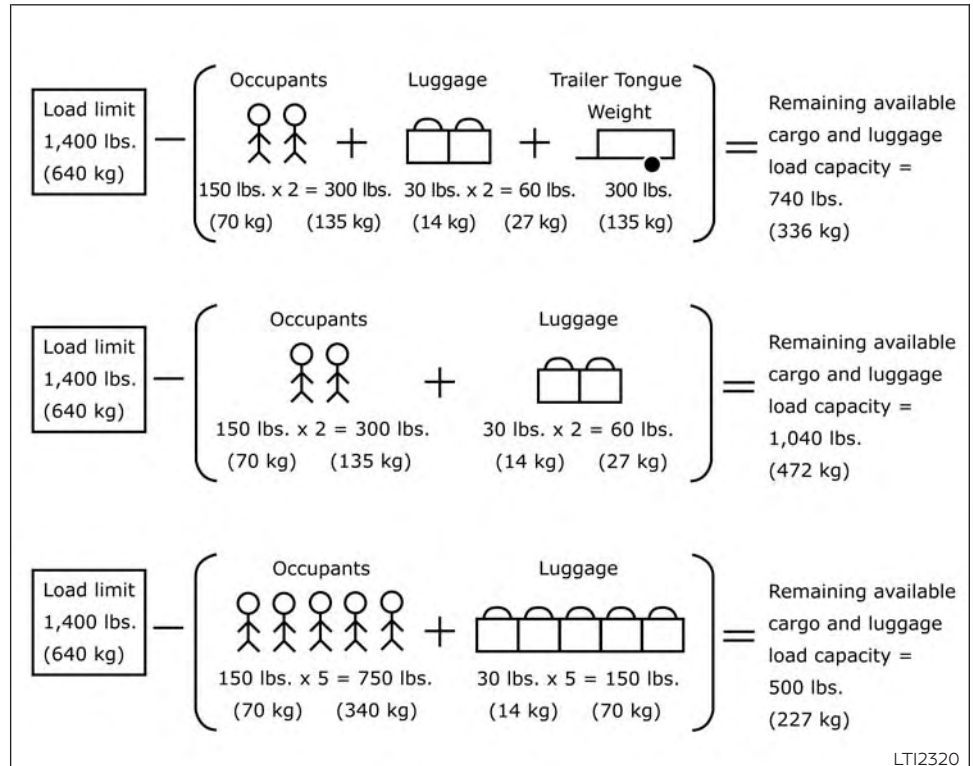 Occupants
Luggage
Trailer Tongue
Weight
Load limit
1,400 lbs.
(640 kg)
150 lbs. x 2 = 300 lbs.
(70 kg) (135 kg)
30 lbs. x 2 = 60 lbs.
(14 kg) (27 kg)
300 lbs.
(135 kg)
Remaining available
cargo and luggage
load capacity =
740 lbs.
(336 kg)
Occupants
Luggage
Load limit
1,400 lbs.
(640 kg)
150 lbs. x 2 = 300 lbs.
(70 kg) (135 kg)
30 lbs. x 2 = 60 lbs.
(14 kg) (27 kg)
Remaining available
cargo and luggage
load capacity =
1,040 lbs.
(472 kg)
Occupants
Luggage
Load limit
1,400 lbs.
(640 kg)
150 lbs. x 5 = 750 lbs.
(70 kg) (340 kg)
30 lbs. x 5 = 150 lbs.
(14 kg) (70 kg)
Remaining available
cargo and luggage
load capacity =
500 lbs.
(227 kg)
LTI2320